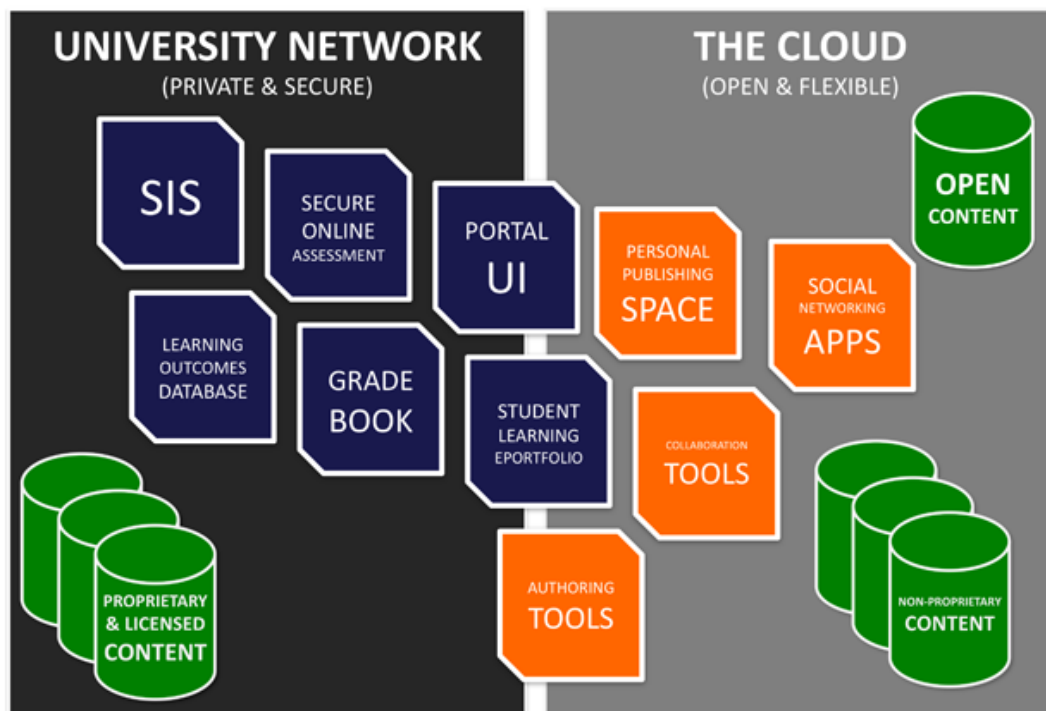 UNIVERSITY NETWORK
(PRIVATE & SECURE)
THE CLOUD
(OPEN & FLEXIBLE)
SIS
SECURE
ONLINE
ASSESSMENT
PORTAL
UI
PERSONAL
PUBLISHING
SPACE
SOCIAL
NETWORKING
APPS
OPEN
CONTENT
LEARNING
OUTCOMES
DATABASE
GRADE
BOOK
STUDENT
LEARNING
EPORTFOLIO
COLLABORATION
TOOLS
AUTHORING
TOOLS
PROPRIETARY
& LICENSED
CONTENT
NON-PROPRIETARY
CONTENT